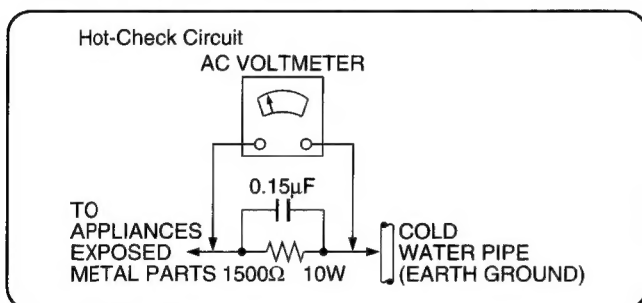 Hot-Check Circuit
AC VOLTMETER
0.15µF
TO
APPLIANCES
EXPOSED
METAL PARTS
1500Ω 10W
COLD
WATER PIPE
(EARTH GROUND)